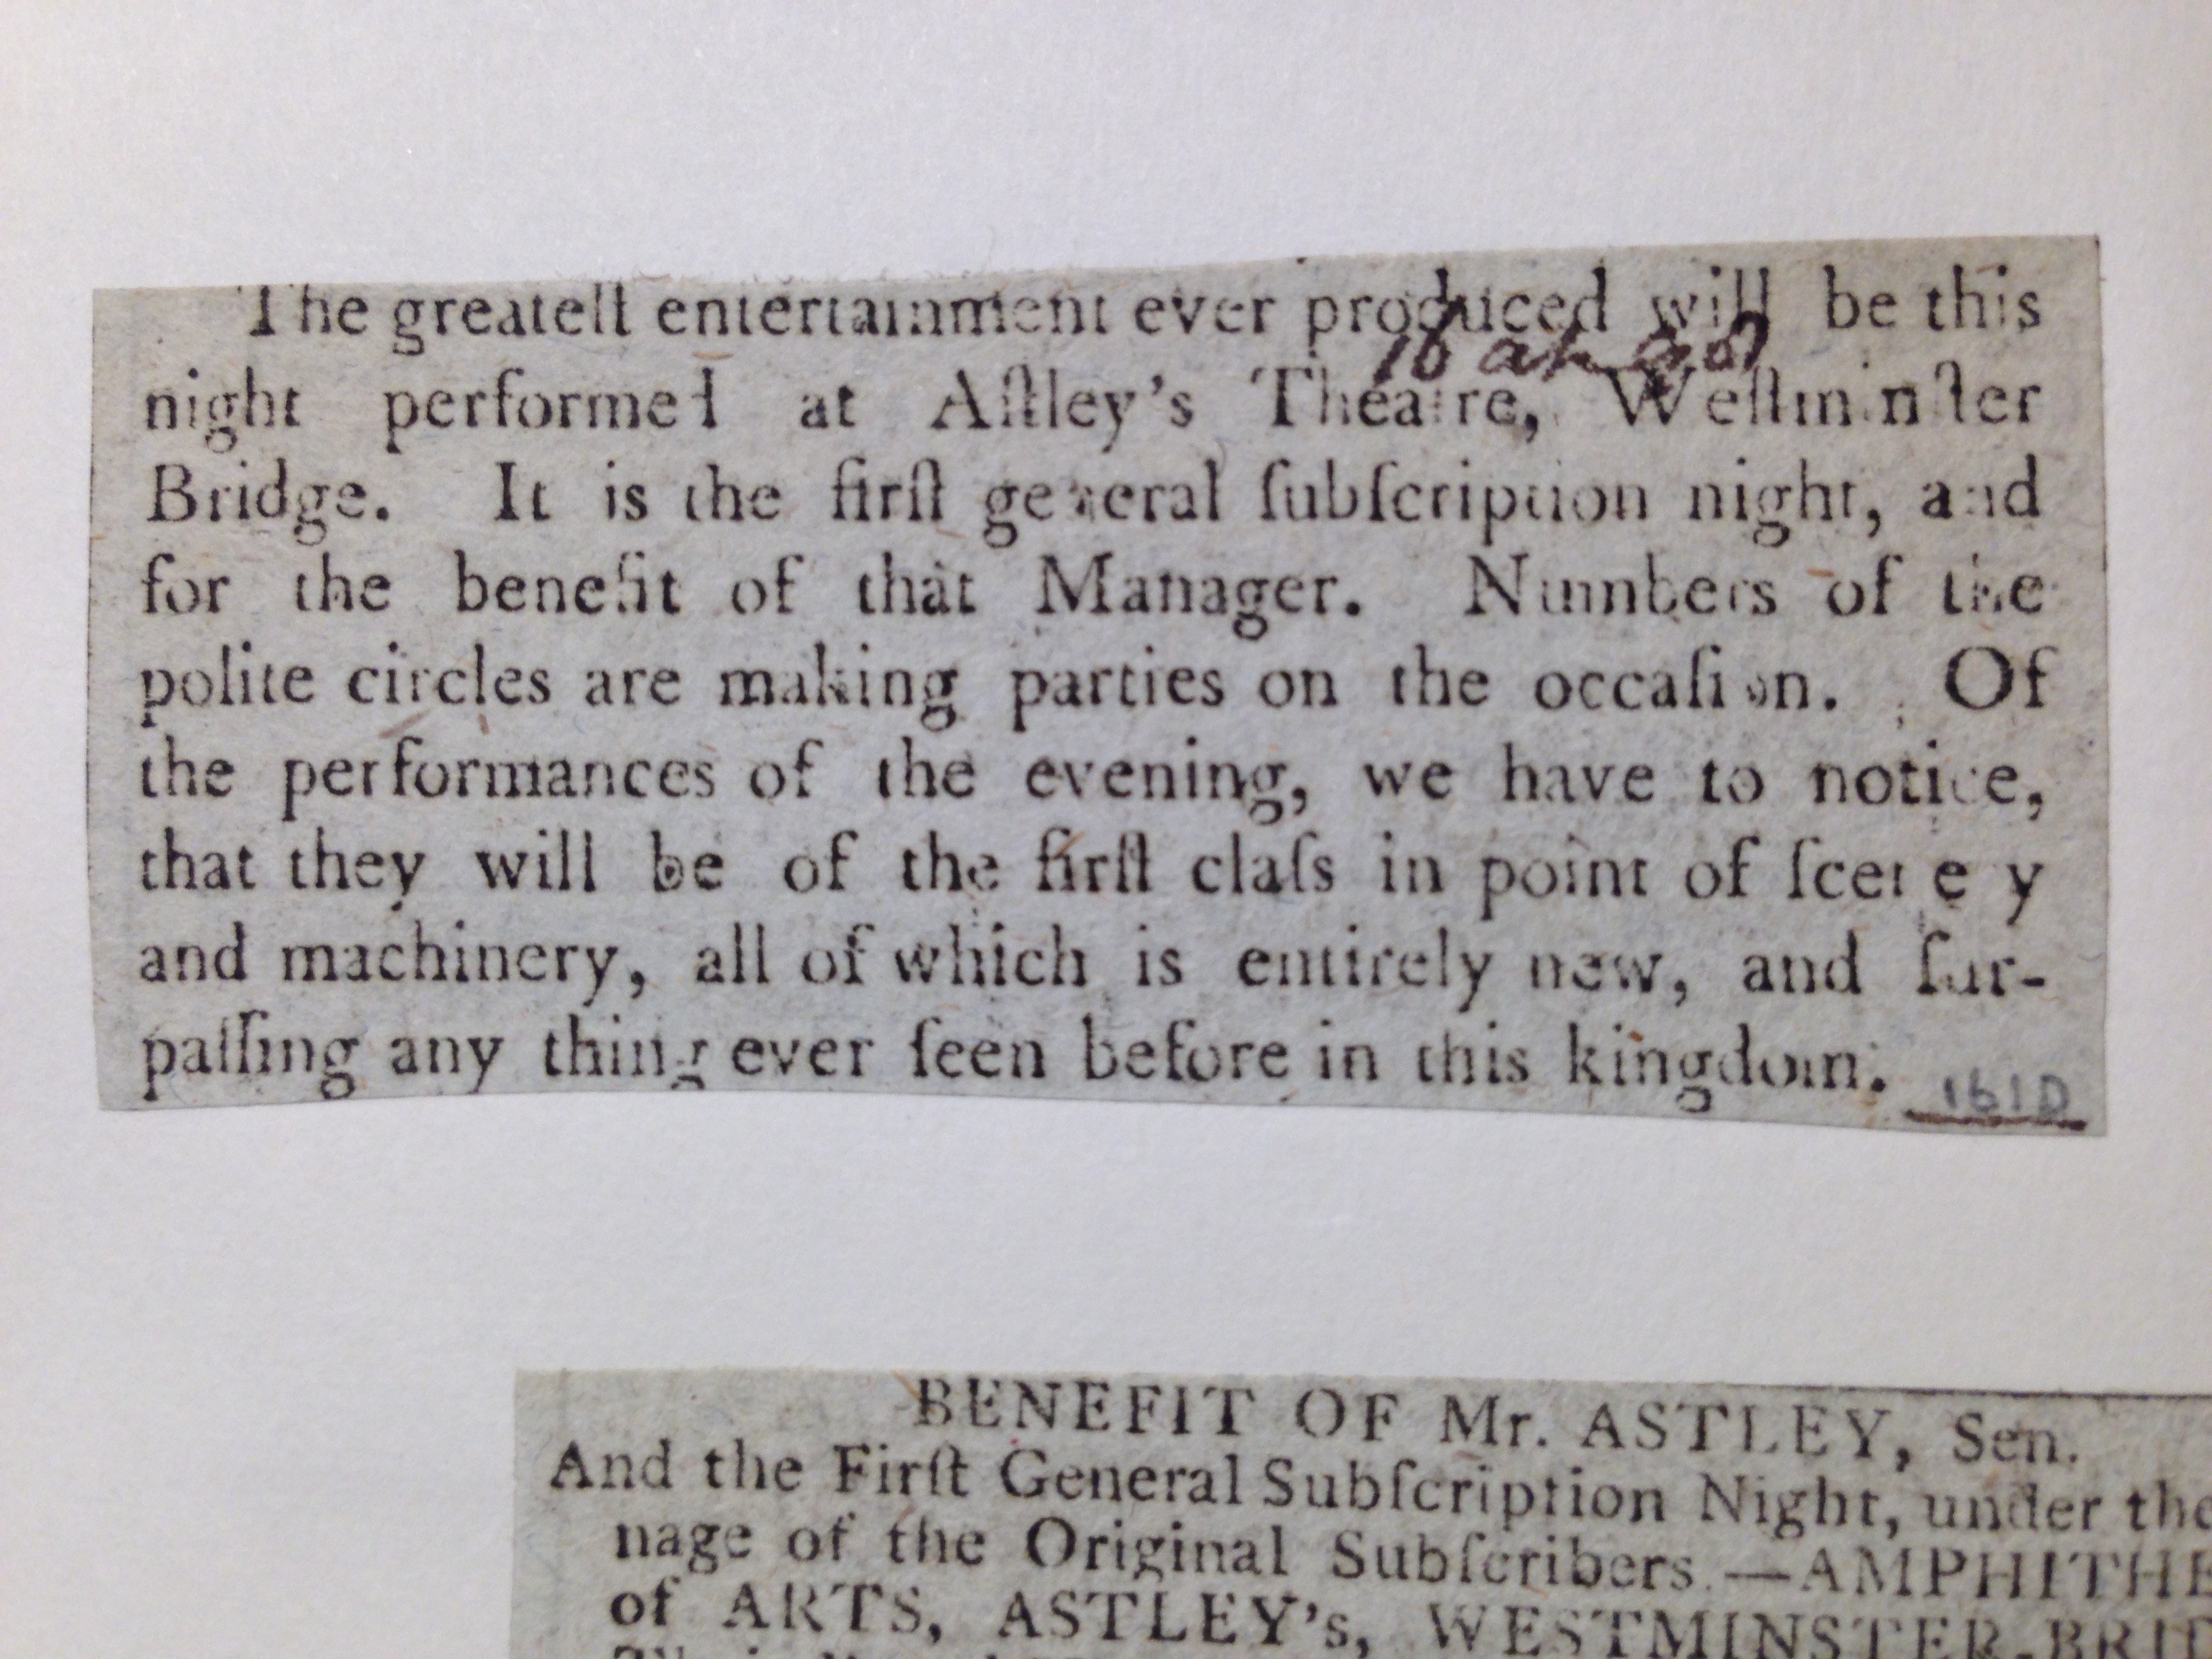 The greateſt entertainment ever produced will be this
night performed at Aſtley's Theatre, Weſtminſter
Bridge. It is the firſt general ſubſcription night, and
for the benefit of that Manager. Numbers of the
polite circles are making parties on the occaſion. Of
the performances of the evening, we have to notice,
that they will be of the firſt claſs in point of ſcenery
and machinery, all of which is entirely new, and ſur-
paſſing any thing ever ſeen before in this kingdom.
161D
BENEFIT OF Mr. ASTLEY, Sen.
And the Firſt General Subſcription Night, under the
nage of the Original Subſcribers.—AMPHITHE
of ARTS, ASTLEY's, WESTMINSTER-BRID